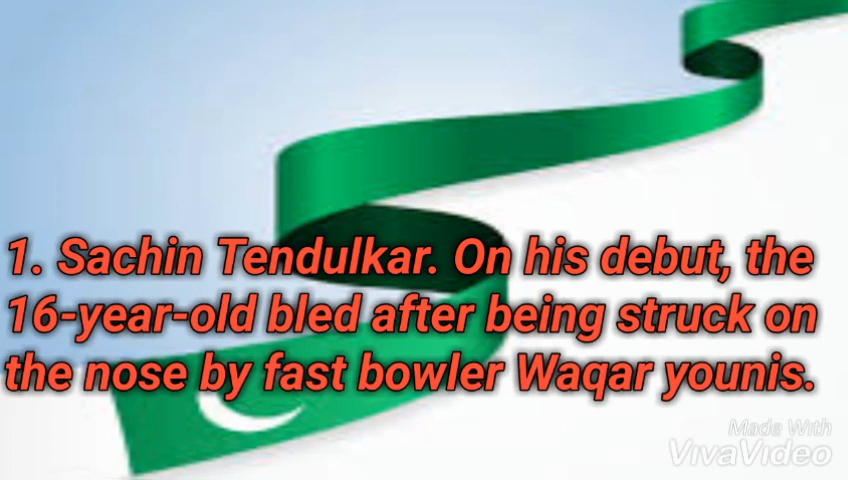 1. Sachin Tendulkar. On his debut, the
16-year-old bled after being struck on
the nose by fast bowler Waqar younis.
Made With
VivaVideo